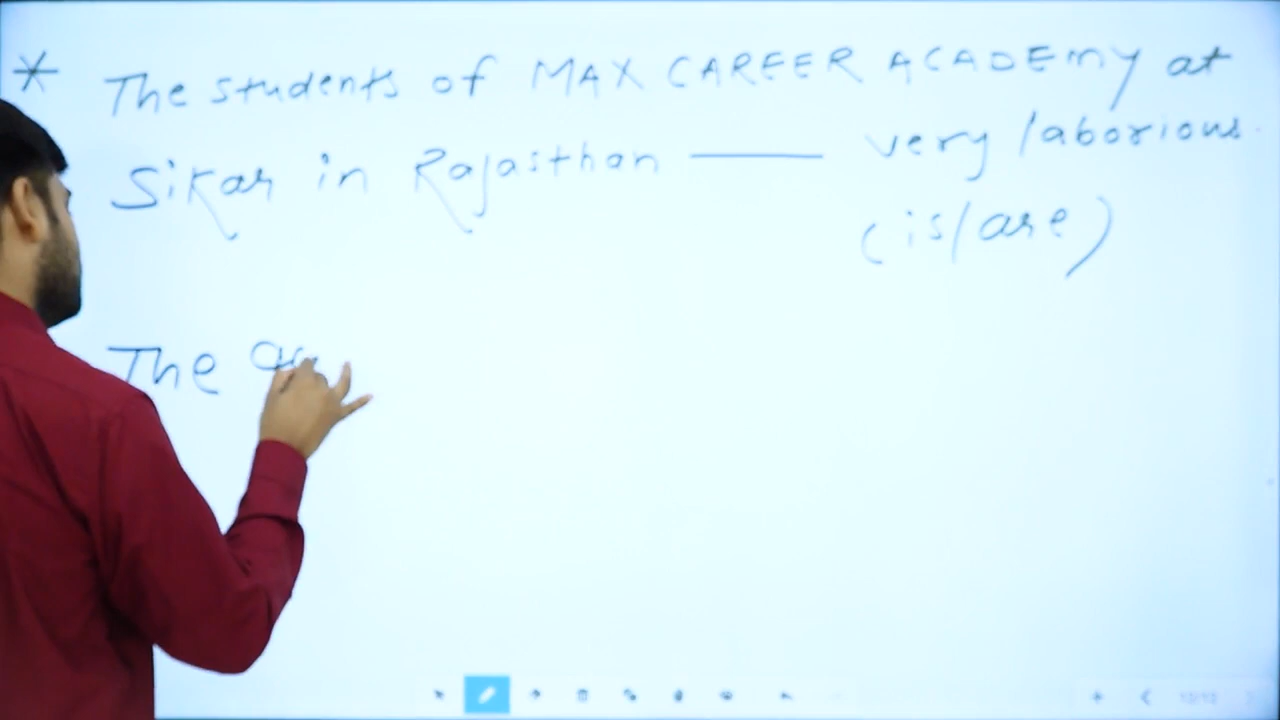 * The students of MAX CAREER ACADEMY at
Sikar in Rajasthan ——— very laborious.
(is/are)
The